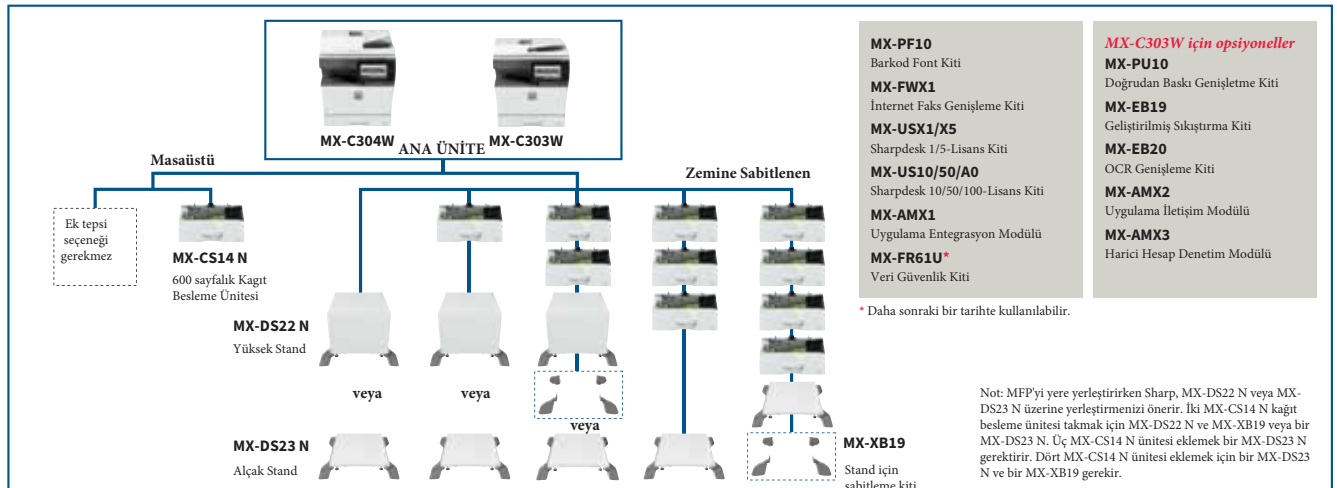 MX-C304W
MX-C303W
ANA ÜNİTE
Masaüstü
Zemine Sabitlenen
Ek tepsi
seçeneği
gerekmez
MX-CS14 N
600 sayfalık Kagıt
Besleme Ünitesi
MX-DS22 N
Yüksek Stand
veya
veya
veya
MX-DS23 N
Alçak Stand
MX-XB19
Stand için
sabitleme kiti
MX-PF10
Barkod Font Kiti
MX-FWX1
İnternet Faks Genişleme Kiti
MX-USX1/X5
Sharpdesk 1/5-Lisans Kiti
MX-US10/50/A0
Sharpdesk 10/50/100-Lisans Kiti
MX-AMX1
Uygulama Entegrasyon Modülü
MX-FR61U*
Veri Güvenlik Kiti
* Daha sonraki bir tarihte kullanılabilir.
MX-C303W için opsiyoneller
MX-PU10
Doğrudan Baskı Genişletme Kiti
MX-EB19
Geliştirilmiş Sıkıştırma Kiti
MX-EB20
OCR Genişleme Kiti
MX-AMX2
Uygulama İletişim Modülü
MX-AMX3
Harici Hesap Denetim Modülü
Not: MFP'yi yere yerleştirirken Sharp, MX-DS22 N veya MX-
DS23 N üzerine yerleştirmenizi önerir. İki MX-CS14 N kağıt
besleme ünitesi takmak için MX-DS22 N ve MX-XB19 veya bir
MX-DS23 N. Üç MX-CS14 N ünitesi eklemek bir MX-DS23 N
gerektirir. Dört MX-CS14 N ünitesi eklemek için bir MX-DS23
N ve bir MX-XB19 gerekir.